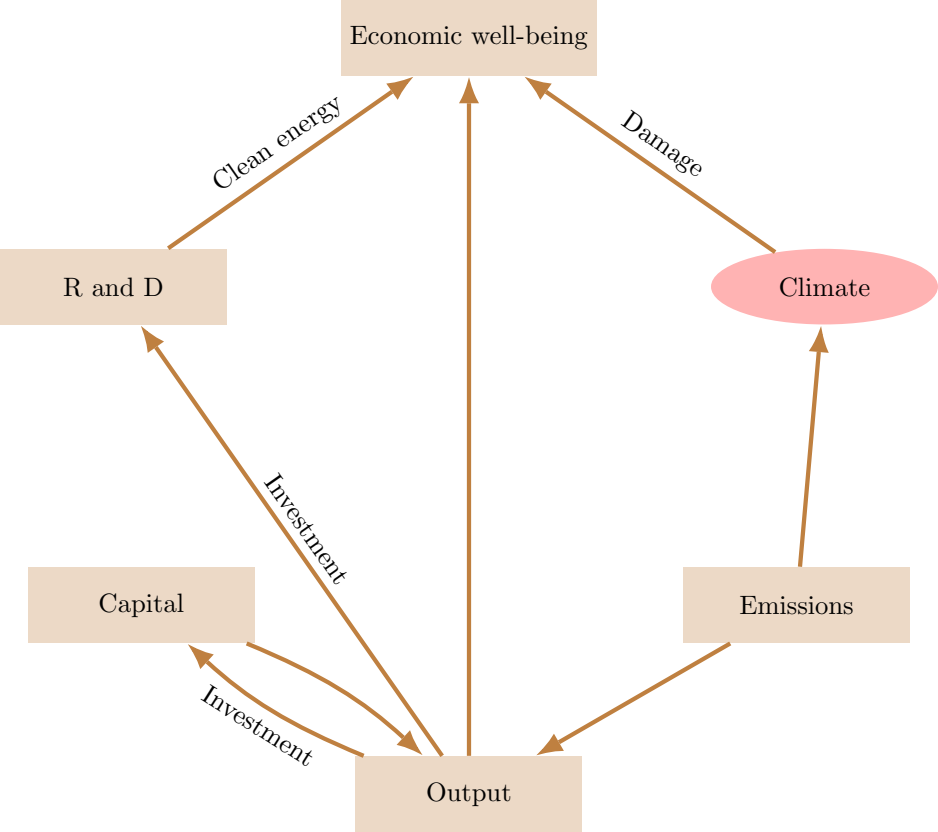 Economic well-being
Clean energy
Damage
R and D
Climate
Investment
Capital
Emissions
Investment
Output